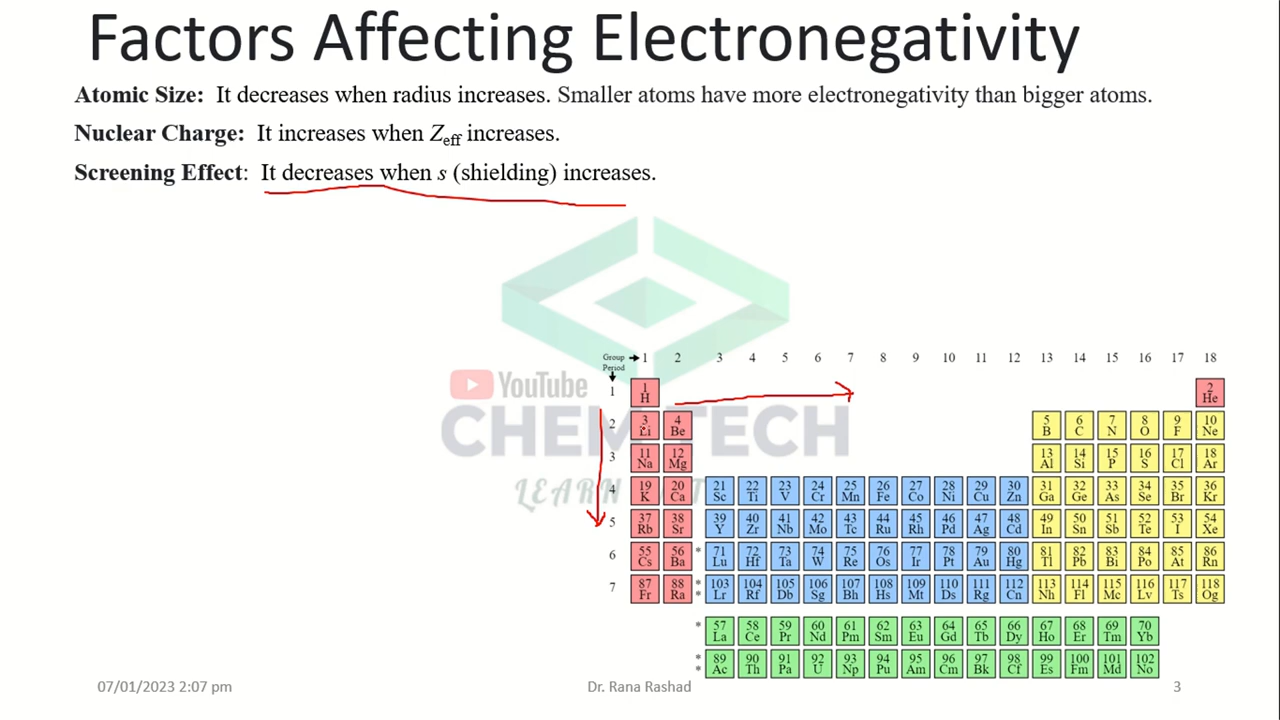 Factors Affecting Electronegativity
Atomic Size: It decreases when radius increases. Smaller atoms have more electronegativity than bigger atoms.
Nuclear Charge: It increases when Zeff increases.
Screening Effect: It decreases when s (shielding) increases.
YouTube
CHEM TECH
LEARN
Group → 1 2 3 4 5 6 7 8 9 10 11 12 13 14 15 16 17 18
Period
1 1 H 2 He
2 3 Li 4 Be 5 B 6 C 7 N 8 O 9 F 10 Ne
3 11 Na 12 Mg 13 Al 14 Si 15 P 16 S 17 Cl 18 Ar
4 19 K 20 Ca 21 Sc 22 Ti 23 V 24 Cr 25 Mn 26 Fe 27 Co 28 Ni 29 Cu 30 Zn 31 Ga 32 Ge 33 As 34 Se 35 Br 36 Kr
5 37 Rb 38 Sr 39 Y 40 Zr 41 Nb 42 Mo 43 Tc 44 Ru 45 Rh 46 Pd 47 Ag 48 Cd 49 In 50 Sn 51 Sb 52 Te 53 I 54 Xe
6 55 Cs 56 Ba * 71 Lu 72 Hf 73 Ta 74 W 75 Re 76 Os 77 Ir 78 Pt 79 Au 80 Hg 81 Tl 82 Pb 83 Bi 84 Po 85 At 86 Rn
7 87 Fr 88 Ra ** 103 Lr 104 Rf 105 Db 106 Sg 107 Bh 108 Hs 109 Mt 110 Ds 111 Rg 112 Cn 113 Nh 114 Fl 115 Mc 116 Lv 117 Ts 118 Og
* 57 La 58 Ce 59 Pr 60 Nd 61 Pm 62 Sm 63 Eu 64 Gd 65 Tb 66 Dy 67 Ho 68 Er 69 Tm 70 Yb
** 89 Ac 90 Th 91 Pa 92 U 93 Np 94 Pu 95 Am 96 Cm 97 Bk 98 Cf 99 Es 100 Fm 101 Md 102 No
07/01/2023 2:07 pm Dr. Rana Rashad 3